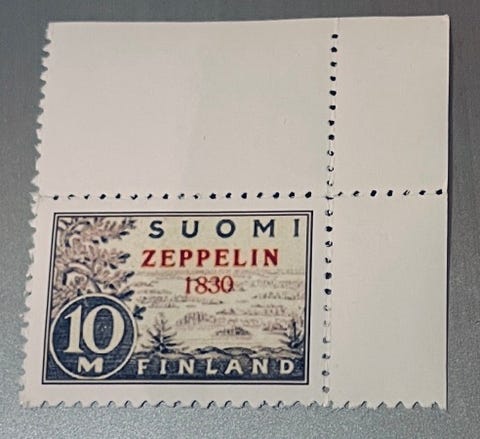 SUOMI
ZEPPELIN
1830
10
M
FINLAND